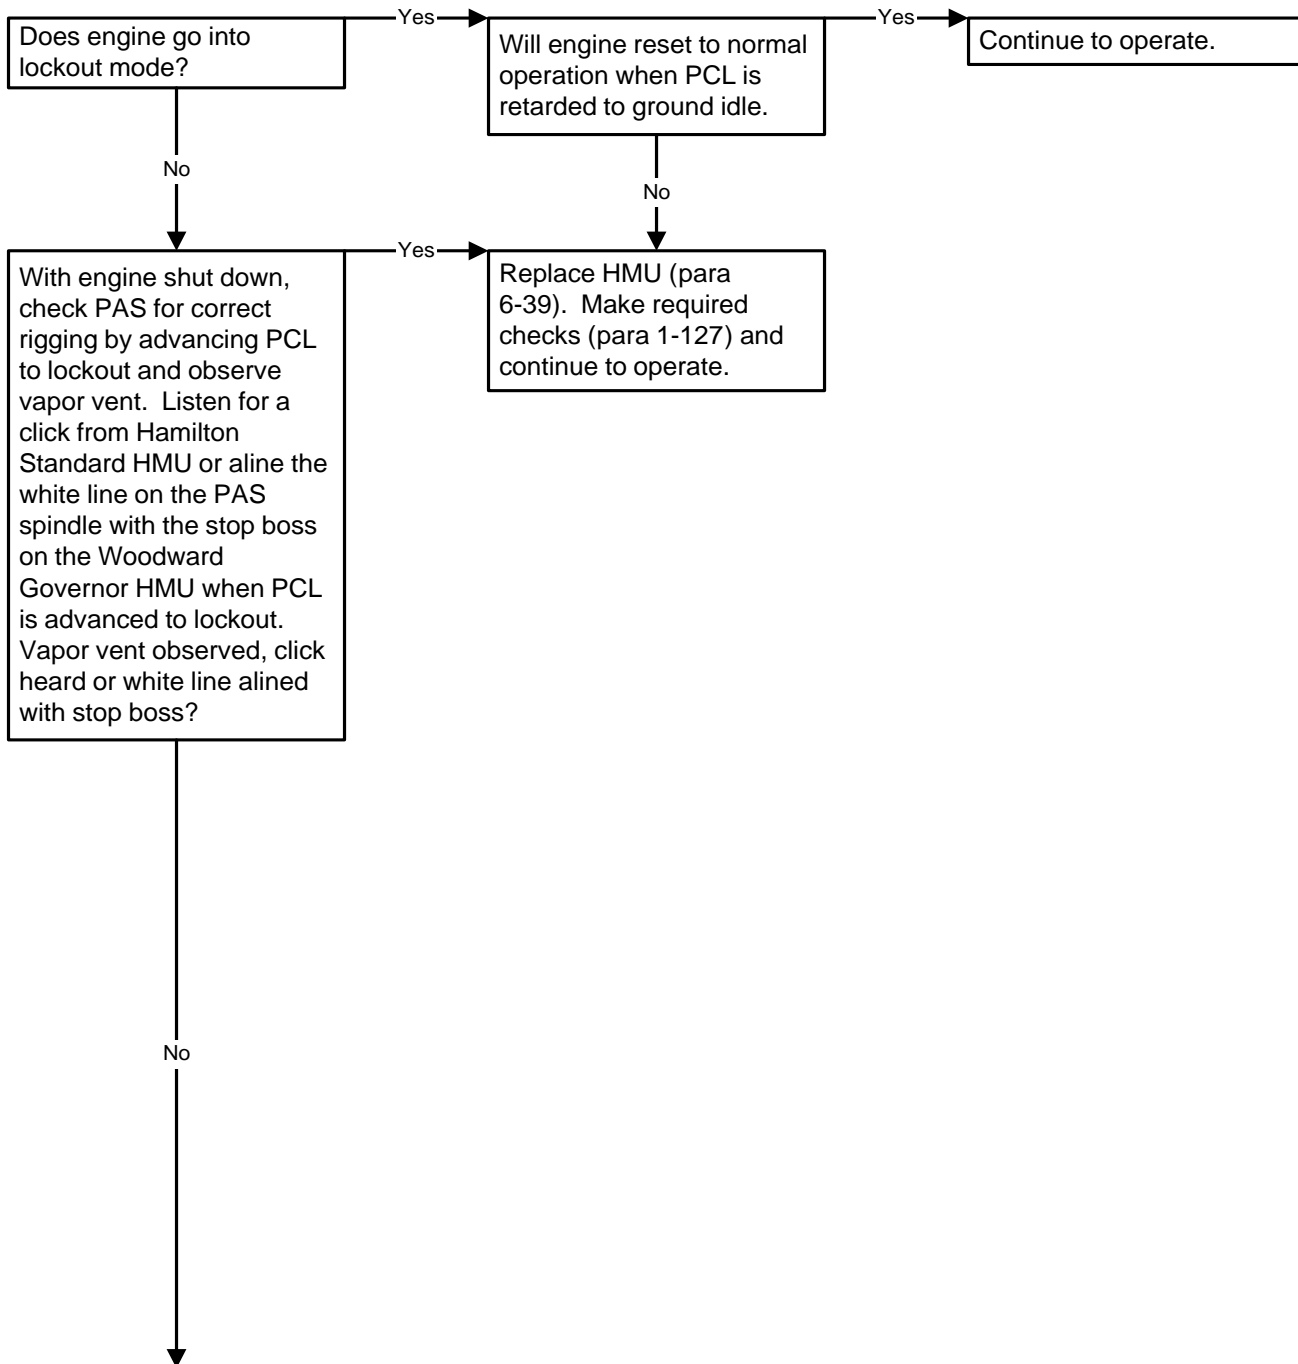 Does engine go into
lockout mode?
Yes
Will engine reset to normal
operation when PCL is
retarded to ground idle.
Yes
Continue to operate.
No
No
With engine shut down,
check PAS for correct
rigging by advancing PCL
to lockout and observe
vapor vent.  Listen for a
click from Hamilton
Standard HMU or aline the
white line on the PAS
spindle with the stop boss
on the Woodward
Governor HMU when PCL
is advanced to lockout.
Vapor vent observed, click
heard or white line alined
with stop boss?
Yes
Replace HMU (para
6-39).  Make required
checks (para 1-127) and
continue to operate.
No